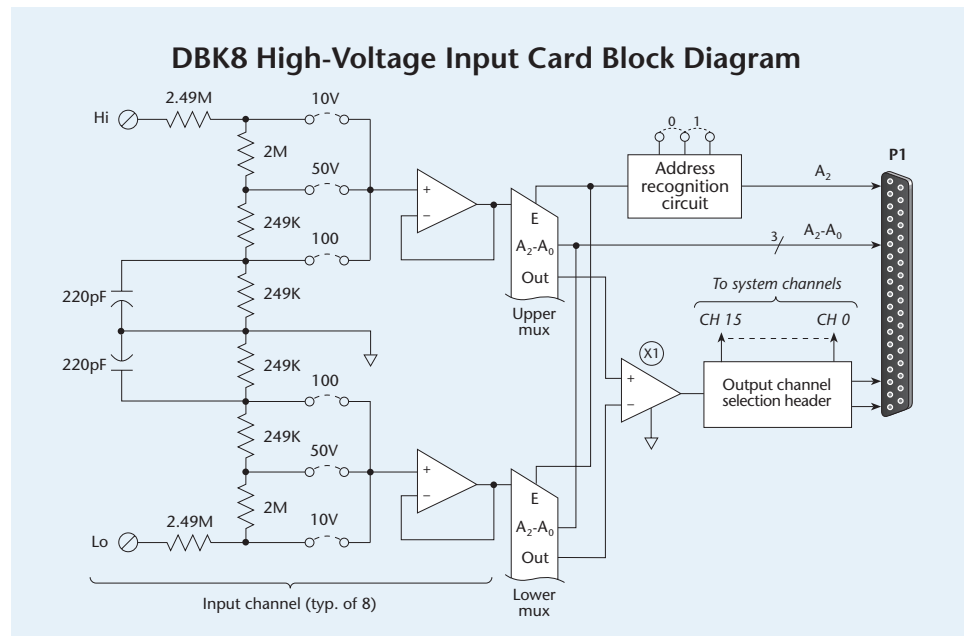 DBK8 High-Voltage Input Card Block Diagram
2.49M
10V
Hi
2M
50V
249K
100
220pF
249K
220pF
249K
100
249K
50V
2M
10V
2.49M
Lo
Input channel (typ. of 8)
+
−
+
−
E
A2-A0
Out
Upper
mux
E
A2-A0
Out
Lower
mux
0 1
Address
recognition
circuit
A2
P1
3
A2-A0
To system channels
CH 15 CH 0
X1
+
−
Output channel
selection header